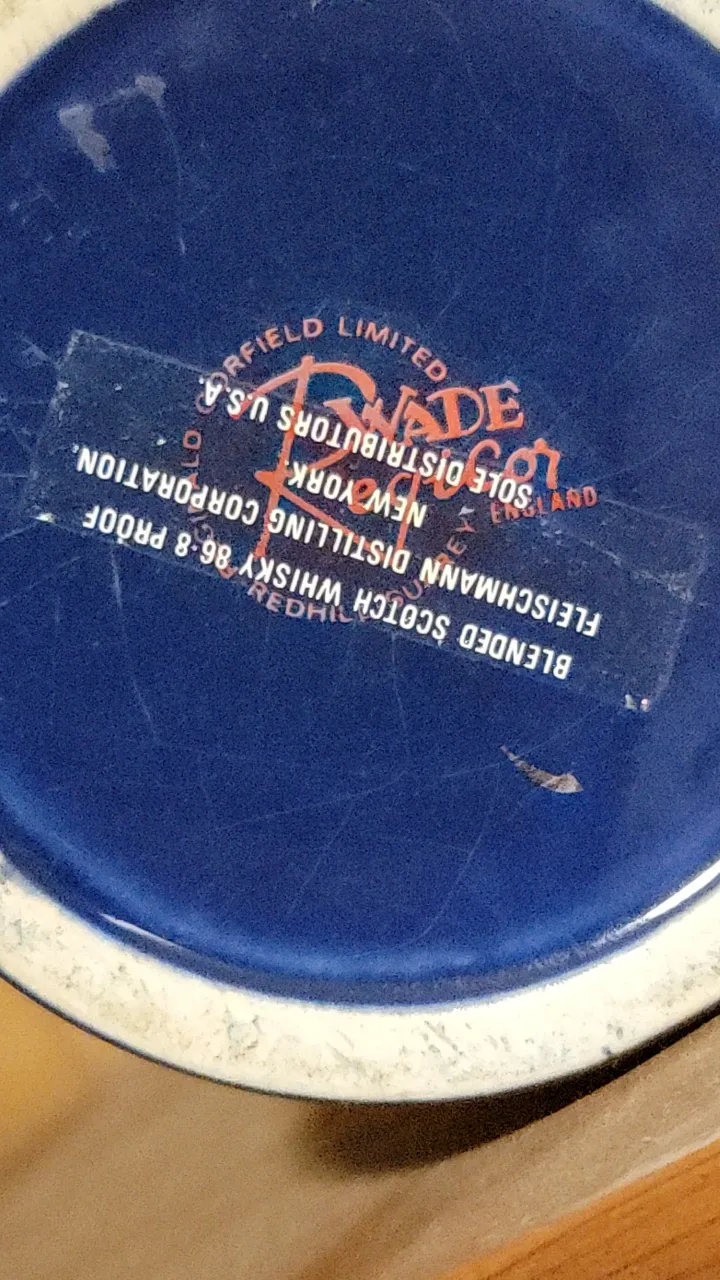 BLENDED SCOTCH WHISKY 86·8 PROOF
FLEISCHMANN DISTILLING CORPORATION.
NEW YORK.
SOLE DISTRIBUTORS U.S.A.
CORFIELD LIMITED
WADE
Regicor
ENGLAND
REDHILL SURREY